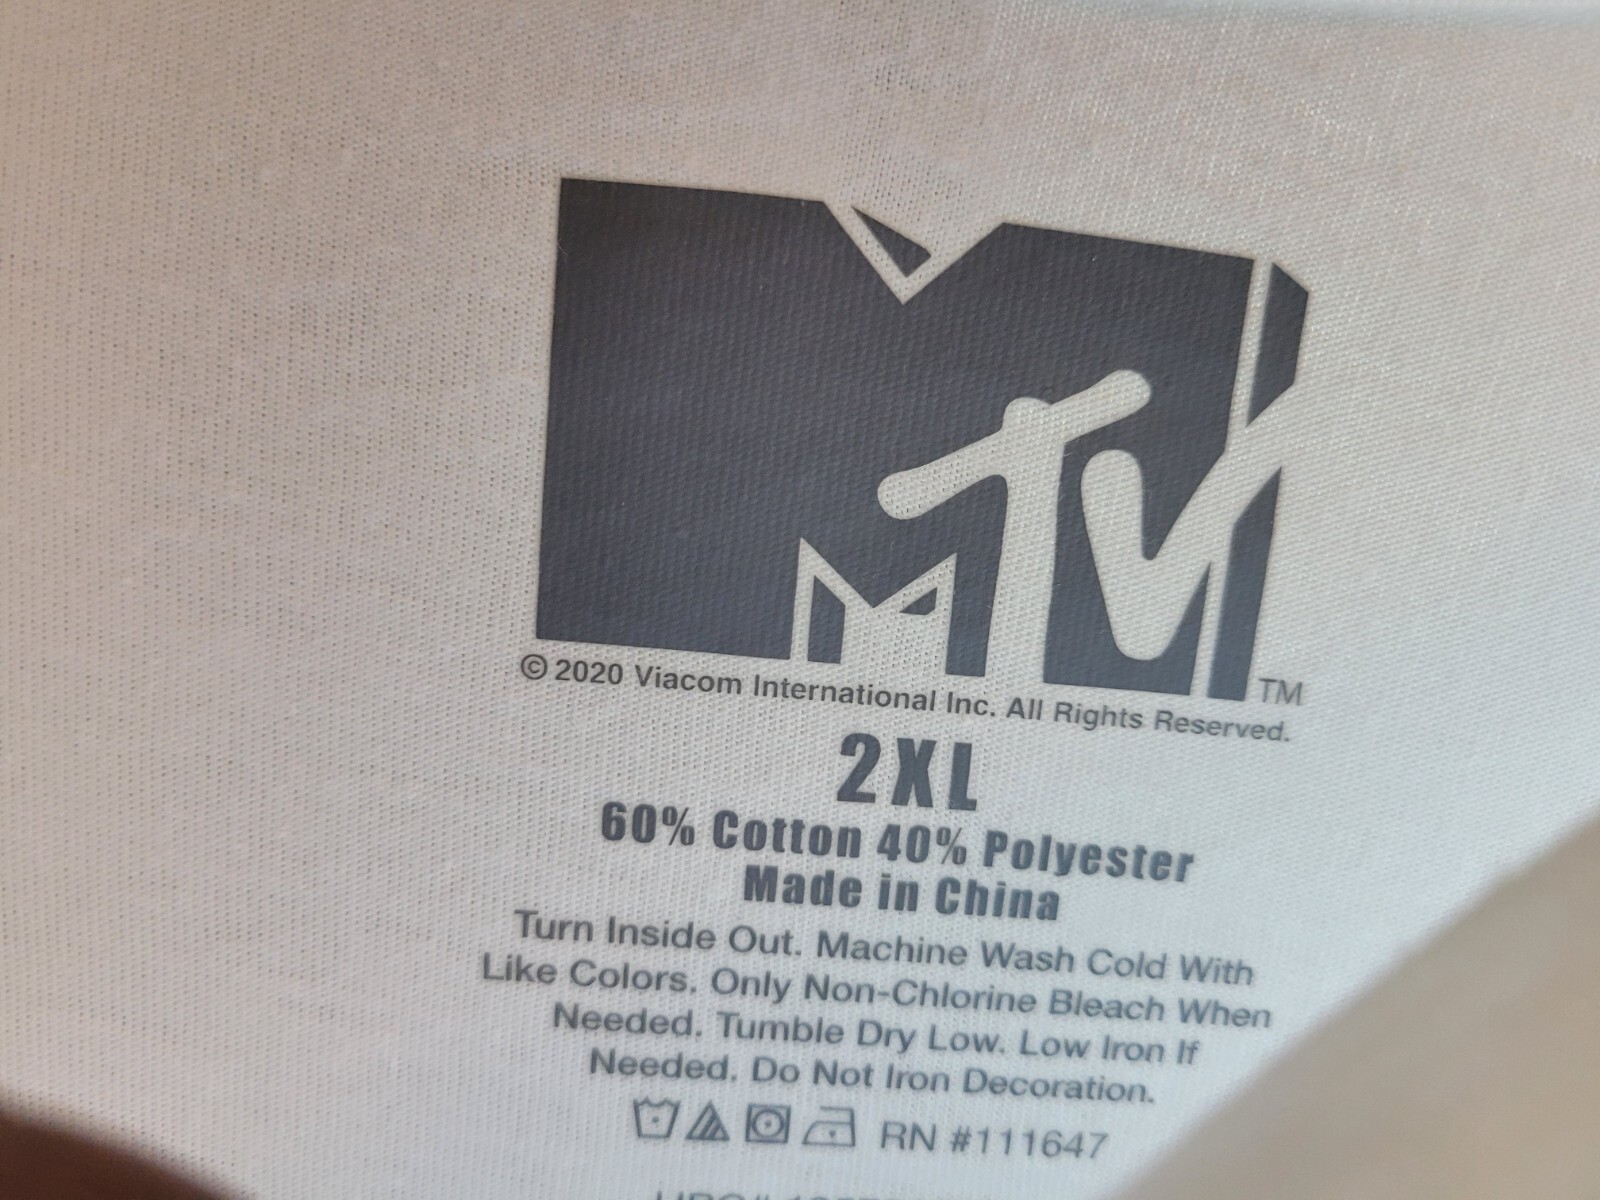 MTV
TM
© 2020 Viacom International Inc. All Rights Reserved.
2XL
60% Cotton 40% Polyester
Made in China
Turn Inside Out. Machine Wash Cold With
Like Colors. Only Non-Chlorine Bleach When
Needed. Tumble Dry Low. Low Iron If
Needed. Do Not Iron Decoration.
RN #111647